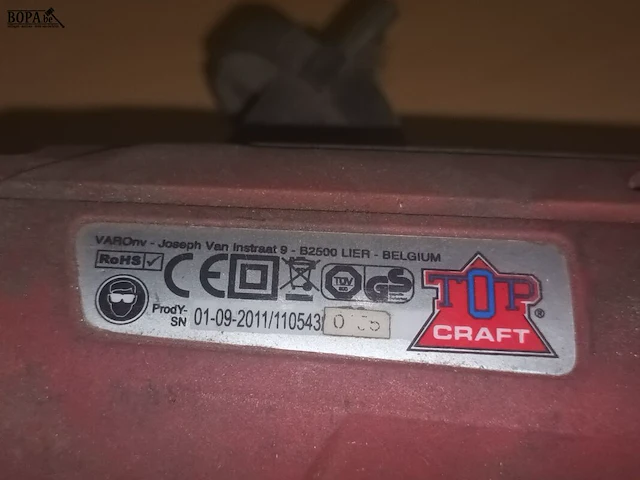 BOPA.be
VAROnv - Joseph Van Instraat 9 - B2500 LIER - BELGIUM
RoHS
CE
TÜV
GS
TOP
CRAFT
®
ProdY-
SN
01-09-2011/110543